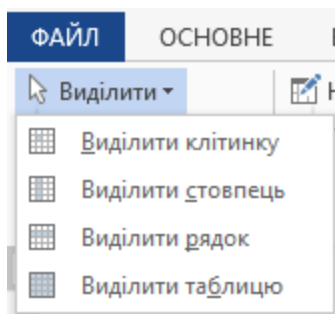 ФАЙЛ ОСНОВНЕ
Виділити
Виділити клітинку
Виділити стовпець
Виділити рядок
Виділити таблицю